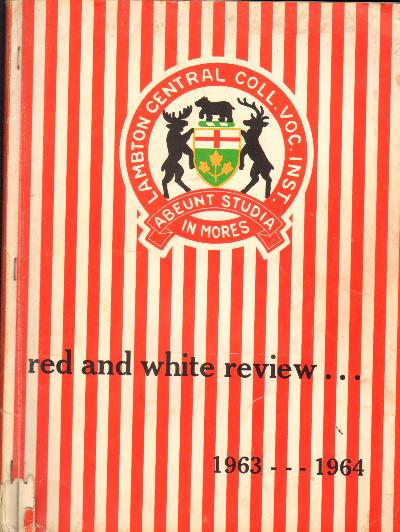 LAMBTON CENTRAL COLL. VOC. INST.
ABEUNT STUDIA
IN MORES
red and white review...
1963 --- 1964